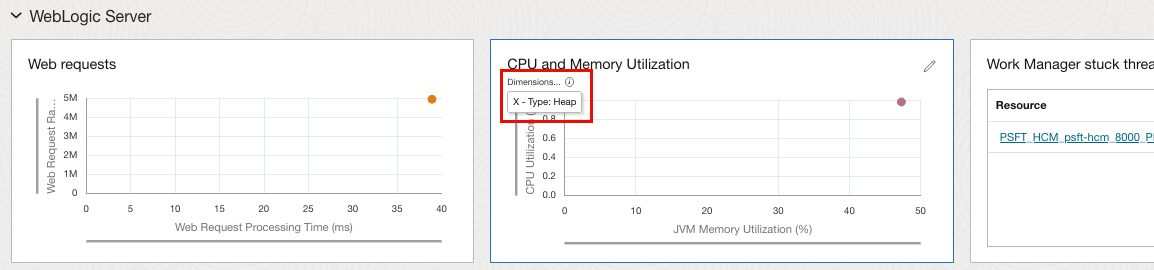 WebLogic Server
Web requests
Web Request Ra...
5M
4M
3M
2M
1M
0
0 5 10 15 20 25 30 35 40
Web Request Processing Time (ms)
CPU and Memory Utilization
Dimensions...
X - Type: Heap
CPU Utilization
0.8
0.6
0.4
0.2
0.0
0 10 20 30 40 50
JVM Memory Utilization (%)
Work Manager stuck threa
Resource
PSFT_HCM_psft-hcm_8000_P